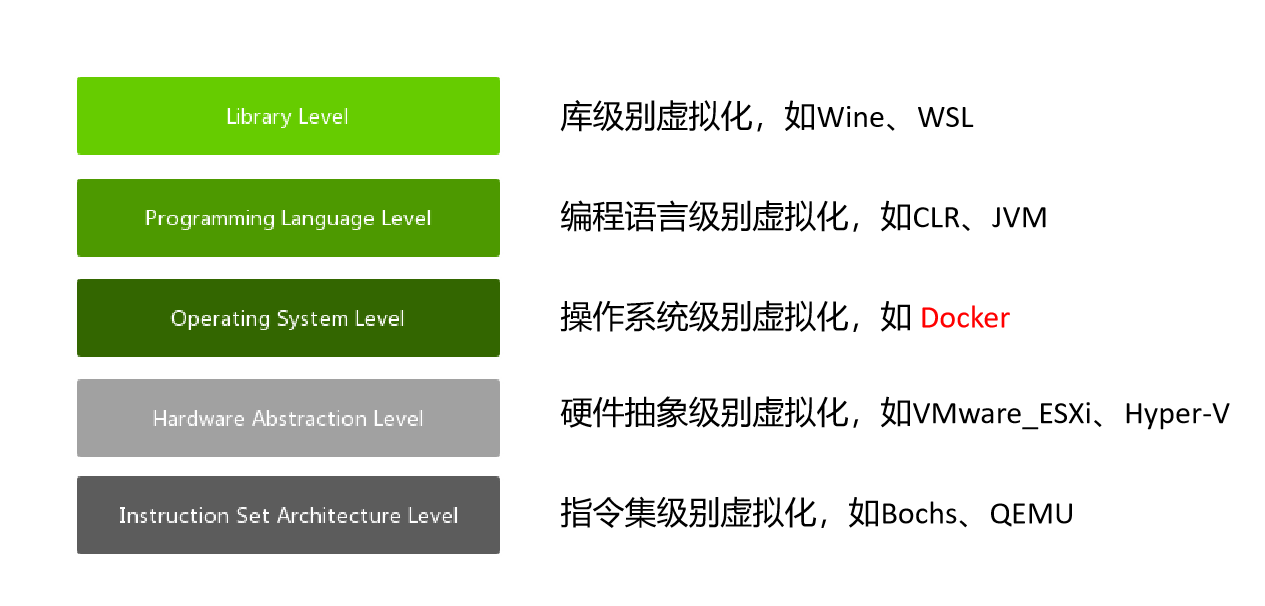 Library Level
库级别虚拟化，如Wine、WSL
Programming Language Level
编程语言级别虚拟化，如CLR、JVM
Operating System Level
操作系统级别虚拟化，如 Docker
Hardware Abstraction Level
硬件抽象级别虚拟化，如VMware_ESXi、Hyper-V
Instruction Set Architecture Level
指令集级别虚拟化，如Bochs、QEMU